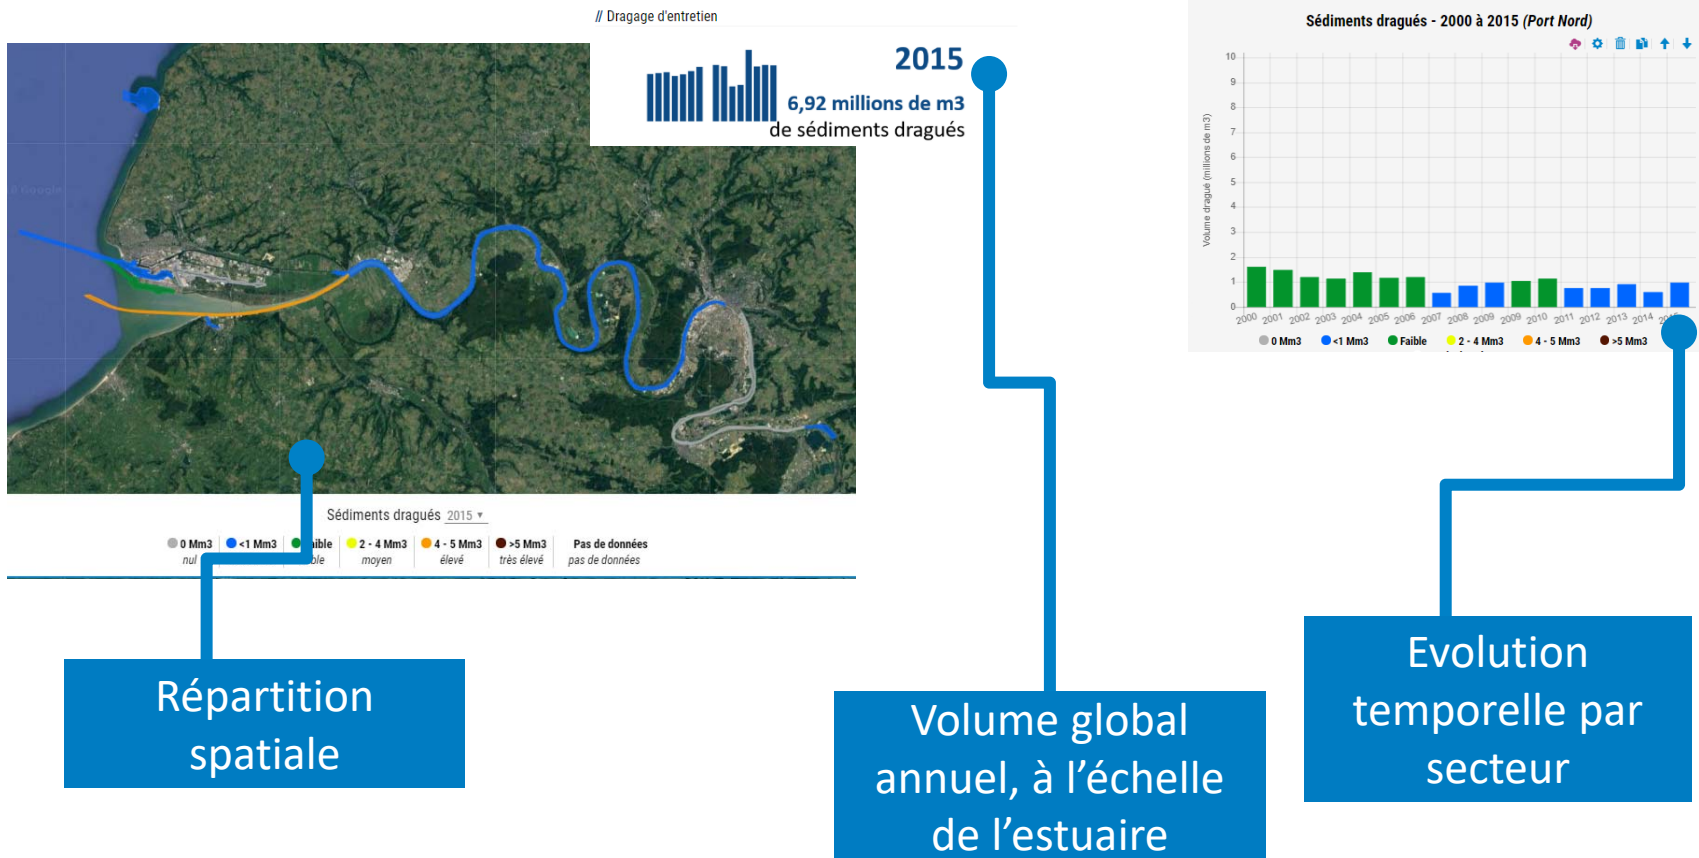 // Dragage d'entretien
2015
6,92 millions de m3
de sédiments dragués
Sédiments dragués 2015
0 Mm3 <1 Mm3 Faible 2 - 4 Mm3 4 - 5 Mm3 >5 Mm3 Pas de données
nul moyen élevé très élevé pas de données
Sédiments dragués - 2000 à 2015 (Port Nord)
Volume dragué (millions de m3)
10
9
8
7
6
5
4
3
2
1
0
2000 2001 2002 2003 2004 2005 2006 2007 2008 2009 2009 2010 2011 2012 2013 2014
0 Mm3 <1 Mm3 Faible 2 - 4 Mm3 4 - 5 Mm3 >5 Mm3
Répartition
spatiale
Volume global
annuel, à l’échelle
de l’estuaire
Evolution
temporelle par
secteur